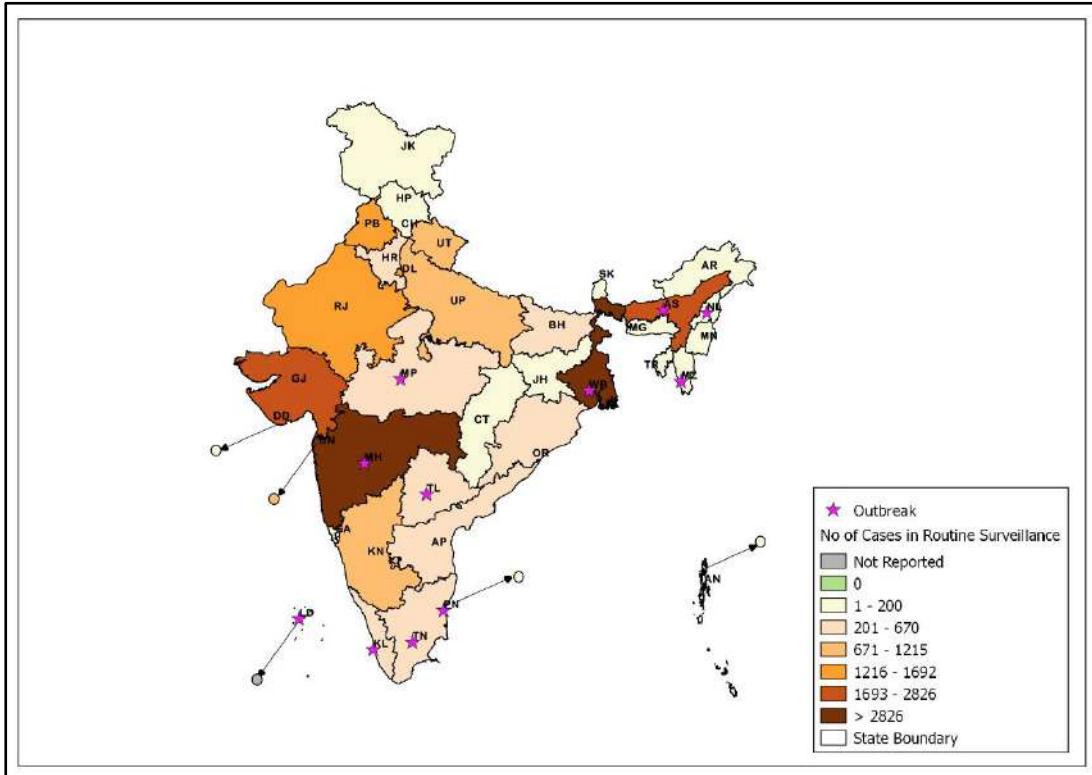 JK
HP
CH
PB
UT
HR
DL
AR
SK
RJ
UP
AS
NL
BH
MG
MN
TR
MZ
GJ
MP
JH
WB
CT
DD
DN
OR
MH
TL
GA
KN
AP
AN
PN
LD
TN
KL
Outbreak
No of Cases in Routine Surveillance
Not Reported
0
1 - 200
201 - 670
671 - 1215
1216 - 1692
1693 - 2826
> 2826
State Boundary